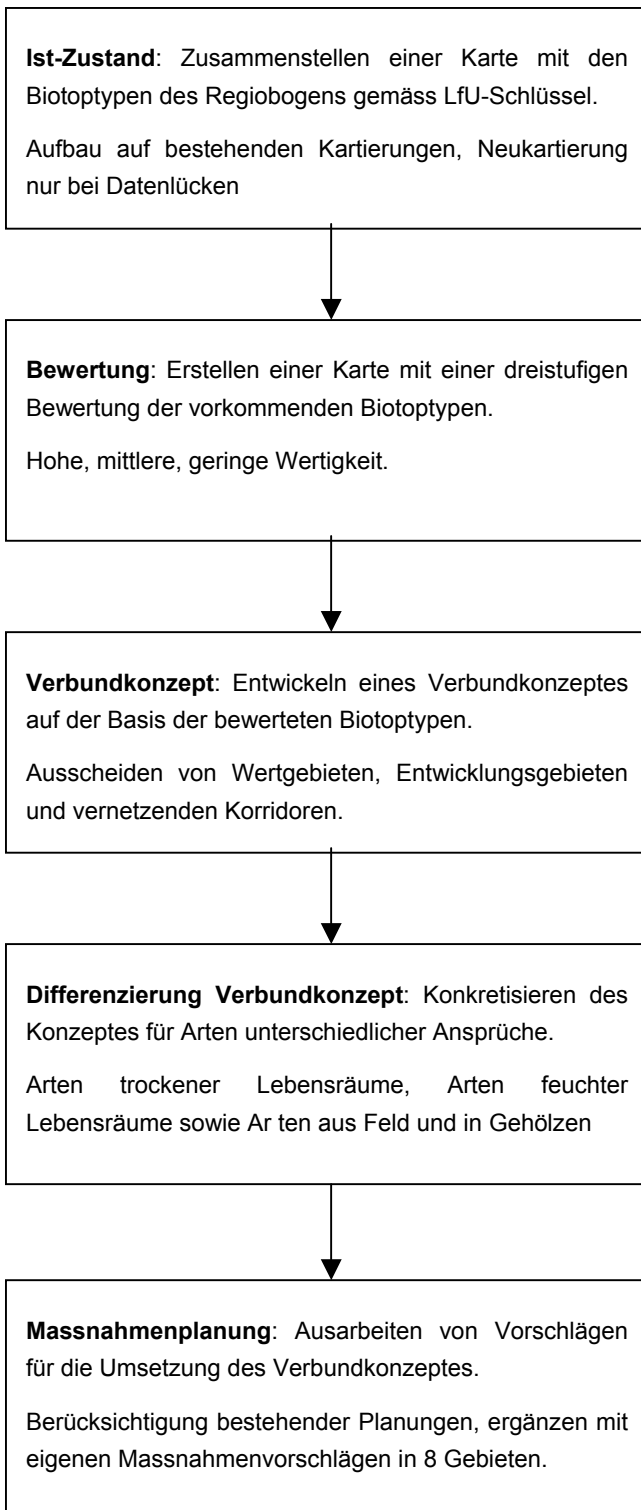 Ist-Zustand: Zusammenstellen einer Karte mit den
Biotoptypen des Regiobogens gemäss LfU-Schlüssel.
Aufbau auf bestehenden Kartierungen, Neukartierung
nur bei Datenlücken
Bewertung: Erstellen einer Karte mit einer dreistufigen
Bewertung der vorkommenden Biotoptypen.
Hohe, mittlere, geringe Wertigkeit.
Verbundkonzept: Entwickeln eines Verbundkonzeptes
auf der Basis der bewerteten Biotoptypen.
Ausscheiden von Wertgebieten, Entwicklungsgebieten
und vernetzenden Korridoren.
Differenzierung Verbundkonzept: Konkretisieren des
Konzeptes für Arten unterschiedlicher Ansprüche.
Arten trockener Lebensräume, Arten feuchter
Lebensräume sowie Ar ten aus Feld und in Gehölzen
Massnahmenplanung: Ausarbeiten von Vorschlägen
für die Umsetzung des Verbundkonzeptes.
Berücksichtigung bestehender Planungen, ergänzen mit
eigenen Massnahmenvorschlägen in 8 Gebieten.